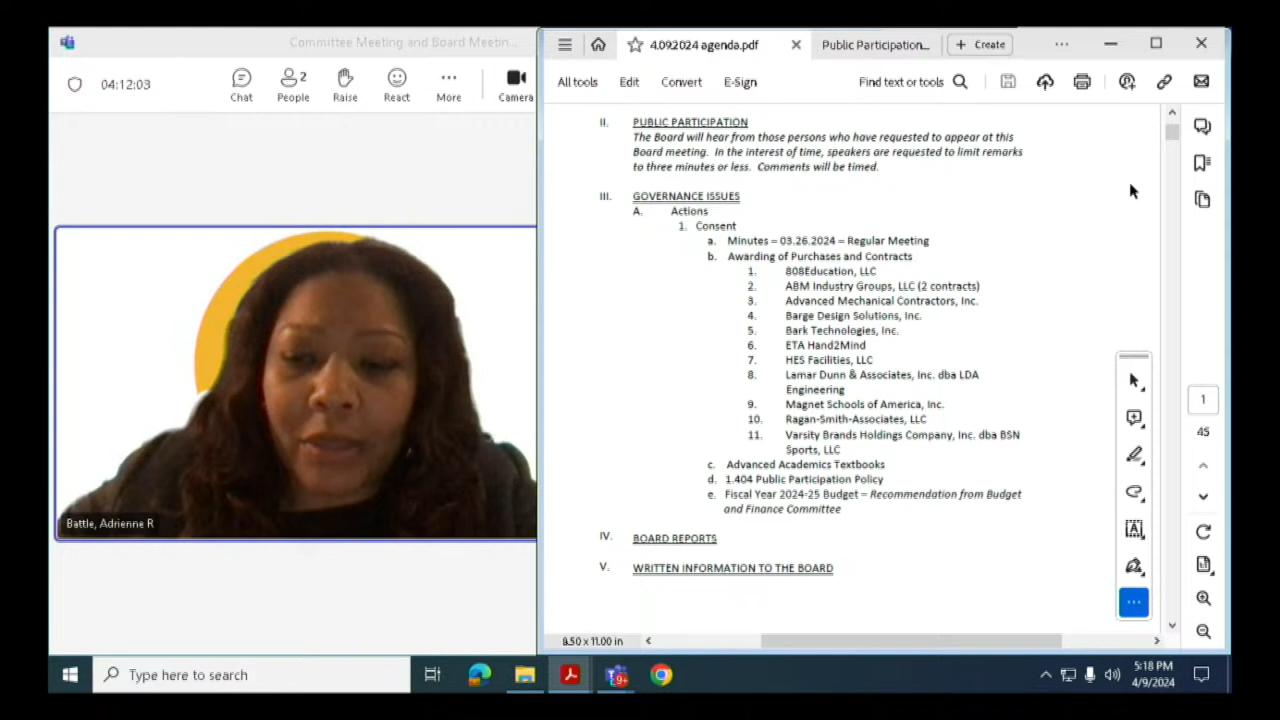 Committee Meeting and Board Meetin...
04:12:03
Chat
2
People
Raise
React
More
Camera
Battle, Adrienne R
4.09.2024 agenda.pdf
Public Participation...
Create
All tools
Edit
Convert
E-Sign
Find text or tools
II. PUBLIC PARTICIPATION
The Board will hear from those persons who have requested to appear at this
Board meeting. In the interest of time, speakers are requested to limit remarks
to three minutes or less. Comments will be timed.
III. GOVERNANCE ISSUES
A. Actions
1. Consent
a. Minutes – 03.26.2024 – Regular Meeting
b. Awarding of Purchases and Contracts
1. 808Education, LLC
2. ABM Industry Groups, LLC (2 contracts)
3. Advanced Mechanical Contractors, Inc.
4. Barge Design Solutions, Inc.
5. Bark Technologies, Inc.
6. ETA Hand2Mind
7. HES Facilities, LLC
8. Lamar Dunn & Associates, Inc. dba LDA
Engineering
9. Magnet Schools of America, Inc.
10. Ragan-Smith-Associates, LLC
11. Varsity Brands Holdings Company, Inc. dba BSN
Sports, LLC
c. Advanced Academics Textbooks
d. 1.404 Public Participation Policy
e. Fiscal Year 2024-25 Budget – Recommendation from Budget
and Finance Committee
IV. BOARD REPORTS
V. WRITTEN INFORMATION TO THE BOARD
8.50 x 11.00 in
1
45
Type here to search
9+
5:18 PM
4/9/2024